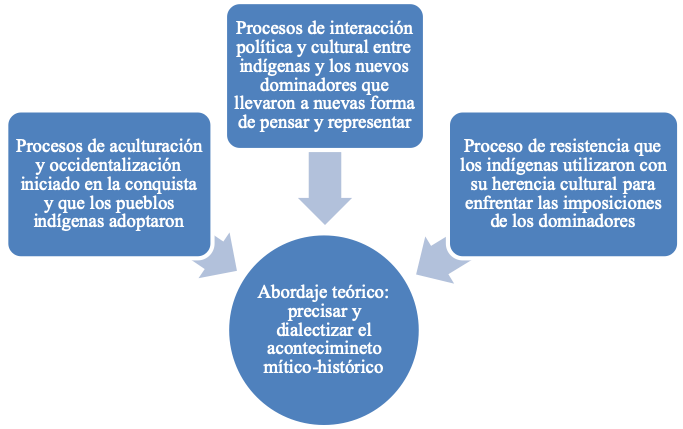 Procesos de interacción
política y cultural entre
indígenas y los nuevos
dominadores que
llevaron a nuevas forma
de pensar y representar
Procesos de aculturación
y occidentalización
iniciado en la conquista
y que los pueblos
indígenas adoptaron
Proceso de resistencia que
los indígenas utilizaron con
su herencia cultural para
enfrentar las imposiciones
de los dominadores
Abordaje teórico:
precisar y
dialectizar el
acontecimineto
mítico-histórico